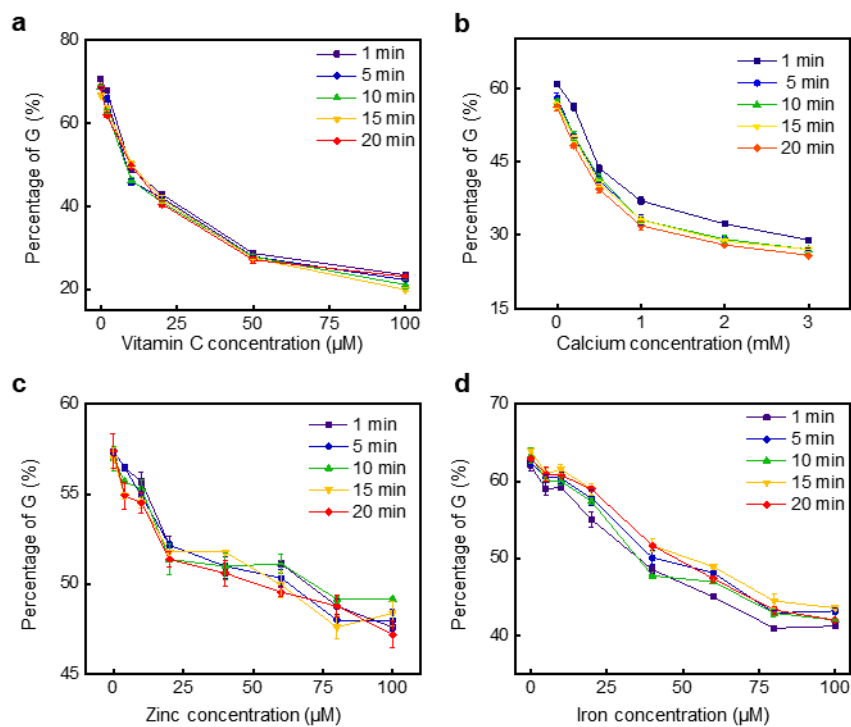 a
80
60
40
20
Percentage of G (%)
1 min
5 min
10 min
15 min
20 min
0 25 50 75 100
Vitamin C concentration (µM)
b
60
45
30
15
Percentage of G (%)
1 min
5 min
10 min
15 min
20 min
0 1 2 3
Calcium concentration (mM)
c
60
55
50
45
Percentage of G (%)
1 min
5 min
10 min
15 min
20 min
0 25 50 75 100
Zinc concentration (µM)
d
70
60
50
40
Percentage of G (%)
1 min
5 min
10 min
15 min
20 min
0 25 50 75 100
Iron concentration (µM)